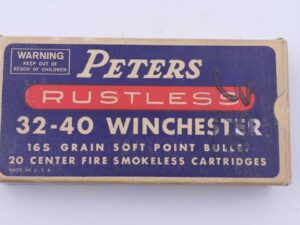 WARNING
KEEP OUT OF
REACH OF CHILDREN
PETERS
RUSTLESS
32-40 WINCHESTER
165 GRAIN SOFT POINT BULLET
20 CENTER FIRE SMOKELESS CARTRIDGES
MADE IN U.S.A.